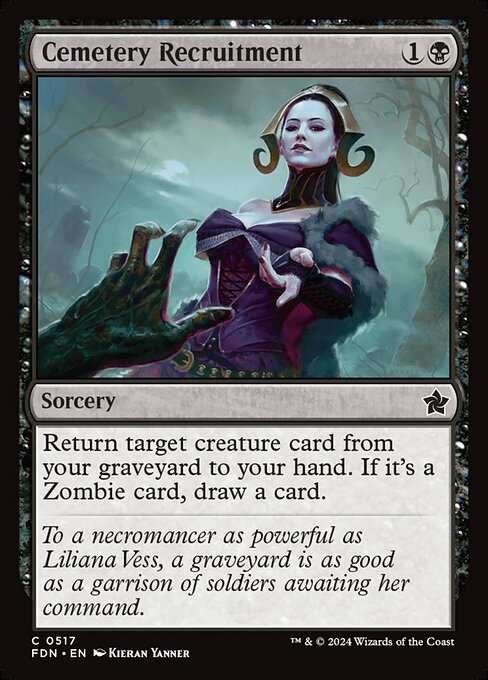 Cemetery Recruitment 1
Sorcery
Return target creature card from
your graveyard to your hand. If it's a
Zombie card, draw a card.
To a necromancer as powerful as
Liliana Vess, a graveyard is as good
as a garrison of soldiers awaiting her
command.
C 0517
FDN • EN Kieran Yanner
™ & © 2024 Wizards of the Coast